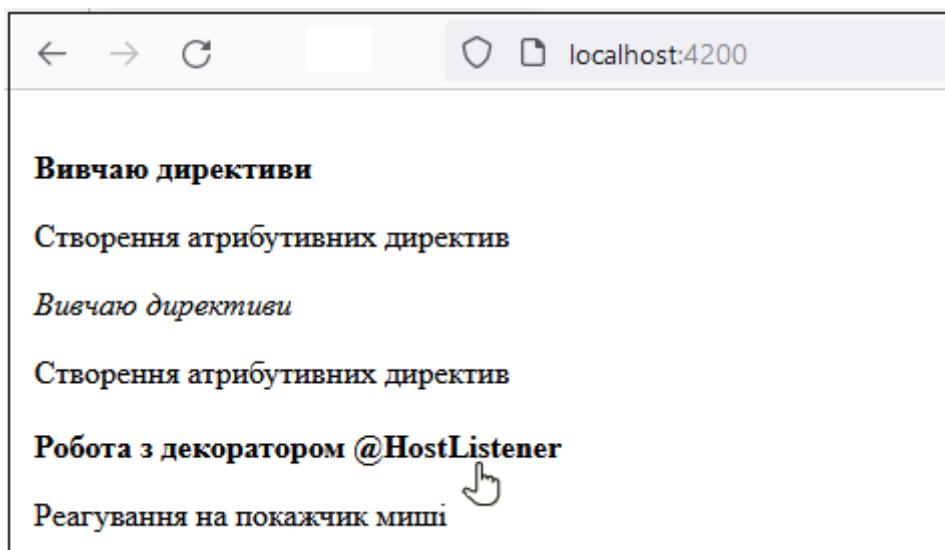 localhost:4200
Вивчаю директиви
Створення атрибутивних директив
Вивчаю директиви
Створення атрибутивних директив
Робота з декоратором @HostListener
Реагування на покажчик миші